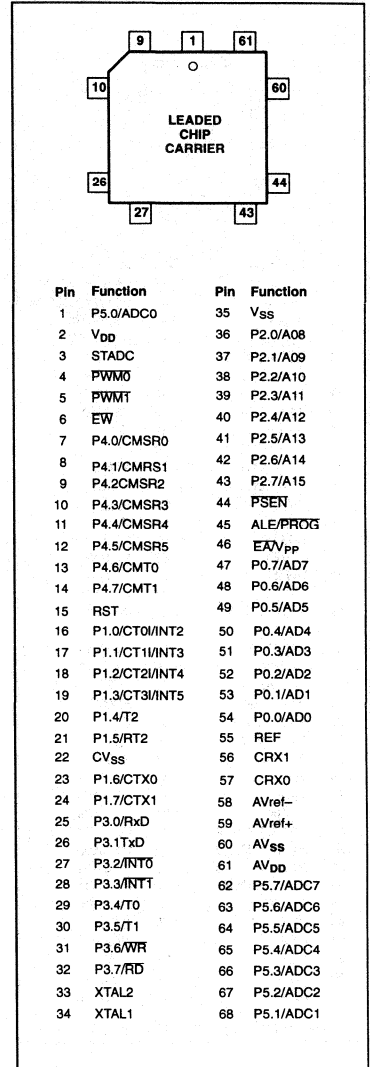 9 1 61
10 60
LEADED
CHIP
CARRIER
26 44
27 43
Pin Function Pin Function
1 P5.0/ADC0 35 VSS
2 VDD 36 P2.0/A08
3 STADC 37 P2.1/A09
4 PWM0 38 P2.2/A10
5 PWM1 39 P2.3/A11
6 EW 40 P2.4/A12
7 P4.0/CMSR0 41 P2.5/A13
8 P4.1/CMRS1 42 P2.6/A14
9 P4.2CMSR2 43 P2.7/A15
10 P4.3/CMSR3 44 PSEN
11 P4.4/CMSR4 45 ALE/PROG
12 P4.5/CMSR5 46 EA/VPP
13 P4.6/CMT0 47 P0.7/AD7
14 P4.7/CMT1 48 P0.6/AD6
15 RST 49 P0.5/AD5
16 P1.0/CT0I/INT2 50 P0.4/AD4
17 P1.1/CT1I/INT3 51 P0.3/AD3
18 P1.2/CT2I/INT4 52 P0.2/AD2
19 P1.3/CT3I/INT5 53 P0.1/AD1
20 P1.4/T2 54 P0.0/AD0
21 P1.5/RT2 55 REF
22 CVSS 56 CRX1
23 P1.6/CTX0 57 CRX0
24 P1.7/CTX1 58 AVref–
25 P3.0/RxD 59 AVref+
26 P3.1TxD 60 AVSS
27 P3.2/INT0 61 AVDD
28 P3.3/INT1 62 P5.7/ADC7
29 P3.4/T0 63 P5.6/ADC6
30 P3.5/T1 64 P5.5/ADC5
31 P3.6/WR 65 P5.4/ADC4
32 P3.7/RD 66 P5.3/ADC3
33 XTAL2 67 P5.2/ADC2
34 XTAL1 68 P5.1/ADC1